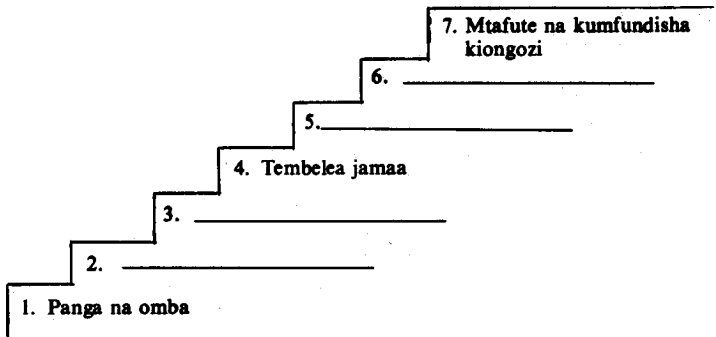 7. Mtafute na kumfundisha
kiongozi
6.
5.
4. Tembelea jamaa
3.
2.
1. Panga na omba